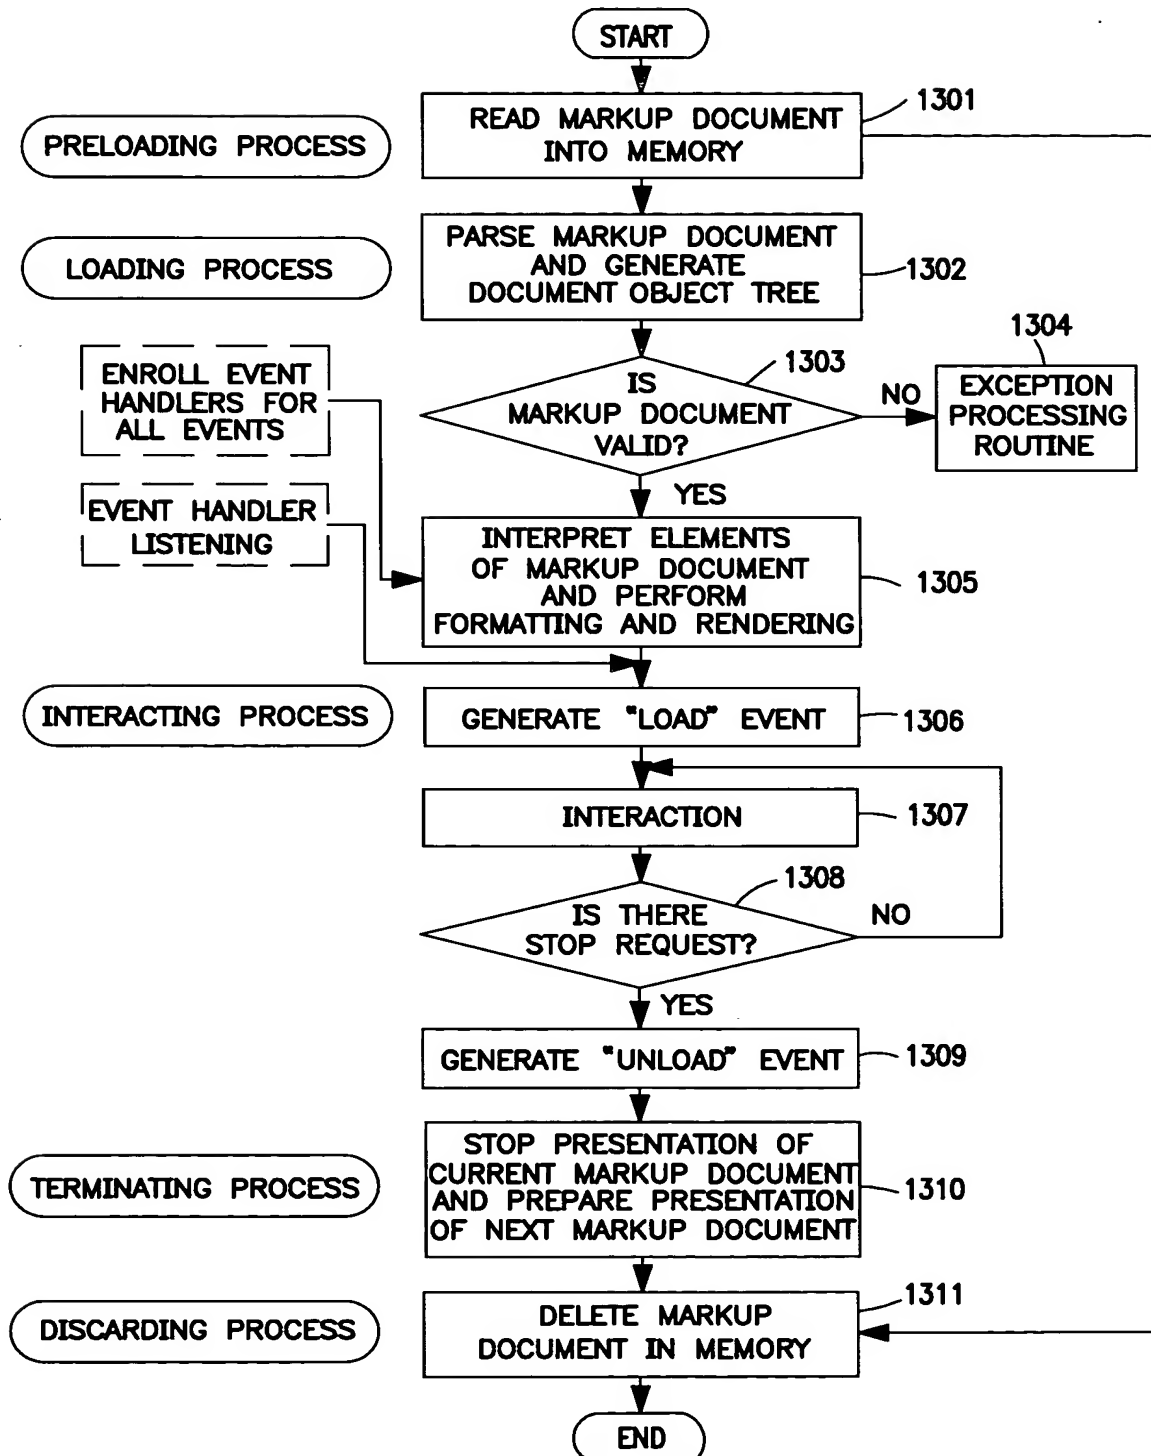 START
1301
READ MARKUP DOCUMENT
INTO MEMORY
PRELOADING PROCESS
PARSE MARKUP DOCUMENT
AND GENERATE
DOCUMENT OBJECT TREE
LOADING PROCESS
1302
1304
1303
ENROLL EVENT
HANDLERS FOR
ALL EVENTS
IS
MARKUP DOCUMENT
VALID?
NO
EXCEPTION
PROCESSING
ROUTINE
YES
EVENT HANDLER
LISTENING
INTERPRET ELEMENTS
OF MARKUP DOCUMENT
AND PERFORM
FORMATTING AND RENDERING
1305
INTERACTING PROCESS
GENERATE "LOAD" EVENT
1306
INTERACTION
1307
1308
IS THERE
STOP REQUEST?
NO
YES
GENERATE "UNLOAD" EVENT
1309
STOP PRESENTATION OF
CURRENT MARKUP DOCUMENT
AND PREPARE PRESENTATION
OF NEXT MARKUP DOCUMENT
TERMINATING PROCESS
1310
1311
DISCARDING PROCESS
DELETE MARKUP
DOCUMENT IN MEMORY
END